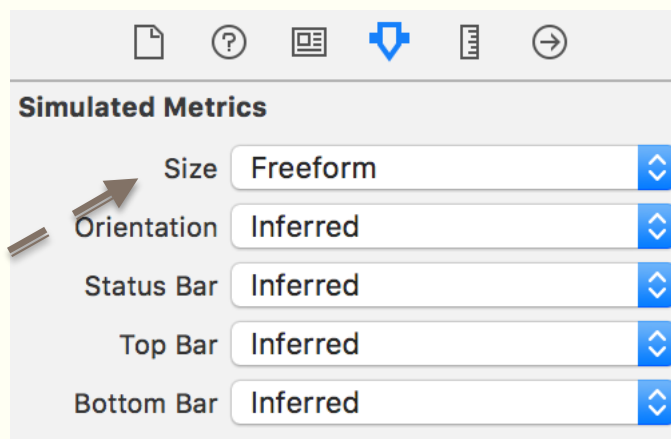 Simulated Metrics
Size Freeform
Orientation Inferred
Status Bar Inferred
Top Bar Inferred
Bottom Bar Inferred